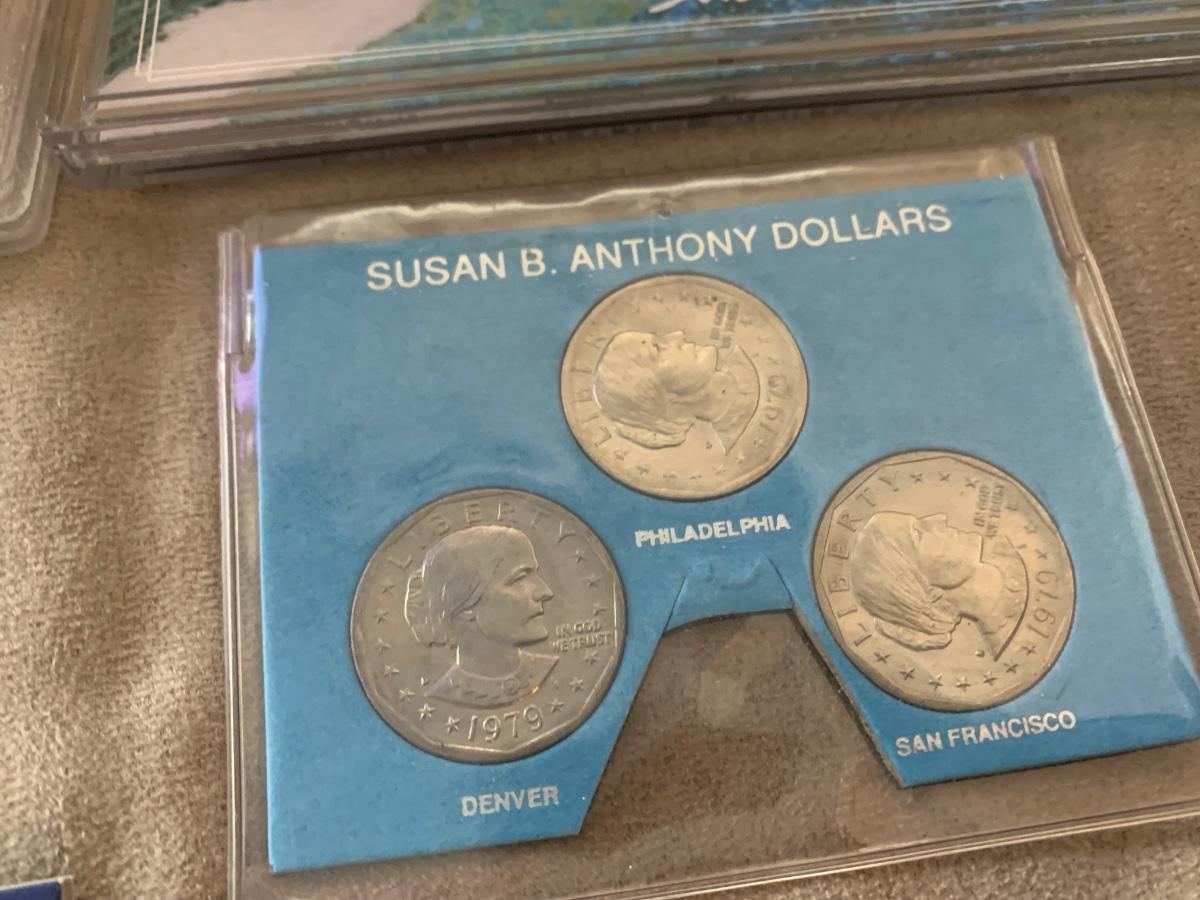 SUSAN B. ANTHONY DOLLARS
LIBERTY
IN GOD
WE TRUST
1979
PHILADELPHIA
LIBERTY
IN GOD
WE TRUST
D
1979
DENVER
LIBERTY
IN GOD
WE TRUST
1979
SAN FRANCISCO